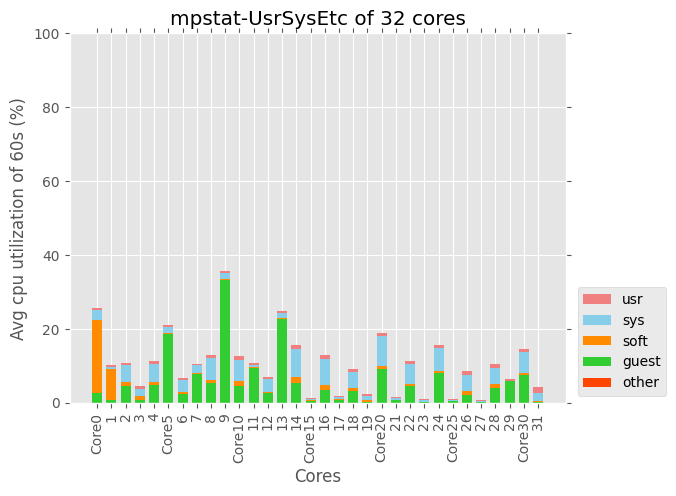 mpstat-UsrSysEtc of 32 cores
Avg cpu utilization of 60s (%)
100
80
60
40
20
0
Core0
1
2
3
4
Core5
6
7
8
9
Core10
11
12
13
14
Core15
16
17
18
19
Core20
21
22
23
24
Core25
26
27
28
29
Core30
31
Cores
usr
sys
soft
guest
other